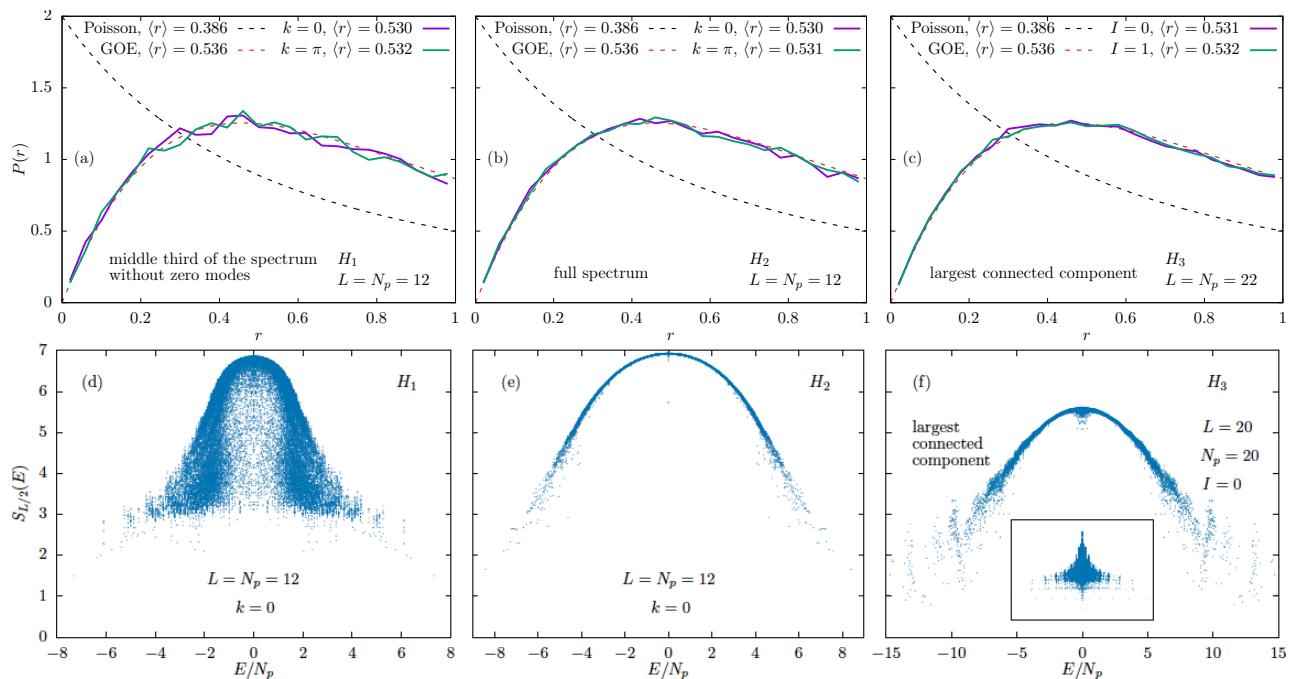 Poisson, ⟨r⟩ = 0.386 k = 0, ⟨r⟩ = 0.530
GOE, ⟨r⟩ = 0.536 k = π, ⟨r⟩ = 0.532
(a)
middle third of the spectrum
without zero modes
H₁
L = Nₚ = 12
P(r)
0
0.5
1
1.5
2
0 0.2 0.4 0.6 0.8 1
r
Poisson, ⟨r⟩ = 0.386 k = 0, ⟨r⟩ = 0.530
GOE, ⟨r⟩ = 0.536 k = π, ⟨r⟩ = 0.531
(b)
full spectrum
H₂
L = Nₚ = 12
0 0.2 0.4 0.6 0.8 1
r
Poisson, ⟨r⟩ = 0.386 I = 0, ⟨r⟩ = 0.531
GOE, ⟨r⟩ = 0.536 I = 1, ⟨r⟩ = 0.532
(c)
largest connected component
H₃
L = Nₚ = 22
0 0.2 0.4 0.6 0.8 1
r
(d)
H₁
L = Nₚ = 12
k = 0
S_{L/2}(E)
0
1
2
3
4
5
6
7
−8 −6 −4 −2 0 2 4 6 8
E/Nₚ
(e)
H₂
L = Nₚ = 12
k = 0
−8 −6 −4 −2 0 2 4 6 8
E/Nₚ
(f)
H₃
largest
connected
component
L = 20
Nₚ = 20
I = 0
−15 −10 −5 0 5 10 15
E/Nₚ